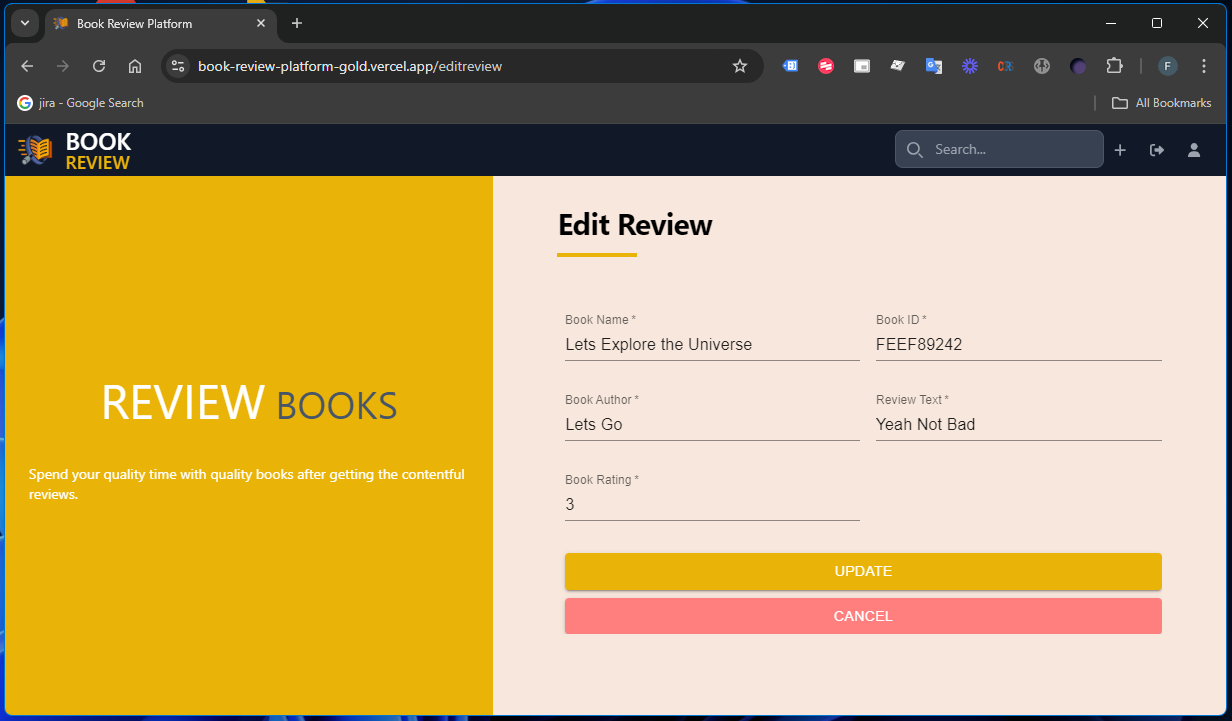 Book Review Platform
book-review-platform-gold.vercel.app/editreview
F
jira - Google Search
All Bookmarks
BOOK
REVIEW
Search...
REVIEW BOOKS
Spend your quality time with quality books after getting the contentful
reviews.
Edit Review
Book Name *
Lets Explore the Universe
Book ID *
FEEF89242
Book Author *
Lets Go
Review Text *
Yeah Not Bad
Book Rating *
3
UPDATE
CANCEL